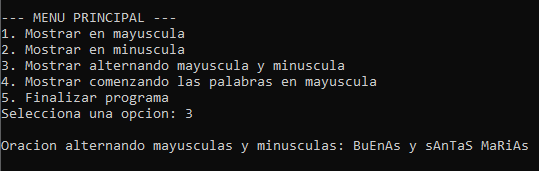 --- MENU PRINCIPAL ---
1. Mostrar en mayuscula
2. Mostrar en minuscula
3. Mostrar alternando mayuscula y minuscula
4. Mostrar comenzando las palabras en mayuscula
5. Finalizar programa
Selecciona una opcion: 3
Oracion alternando mayusculas y minusculas: BuEnAs y sAnTaS MaRiAs